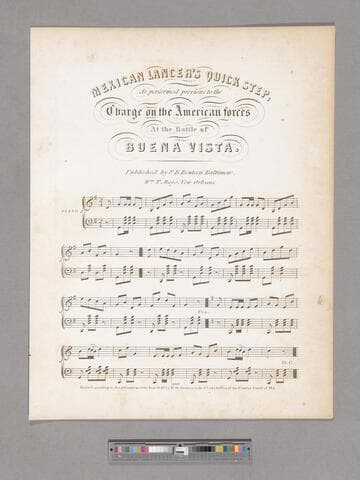 MEXICAN LANCER'S QUICK STEP,
As performed previous to the
Charge on the American forces
At the Battle of
BUENA VISTA.
Published by F. D. Benteen Baltimore.
Wm. T. Mayo, New Orleans.
PIANO
Fine.
D.C.